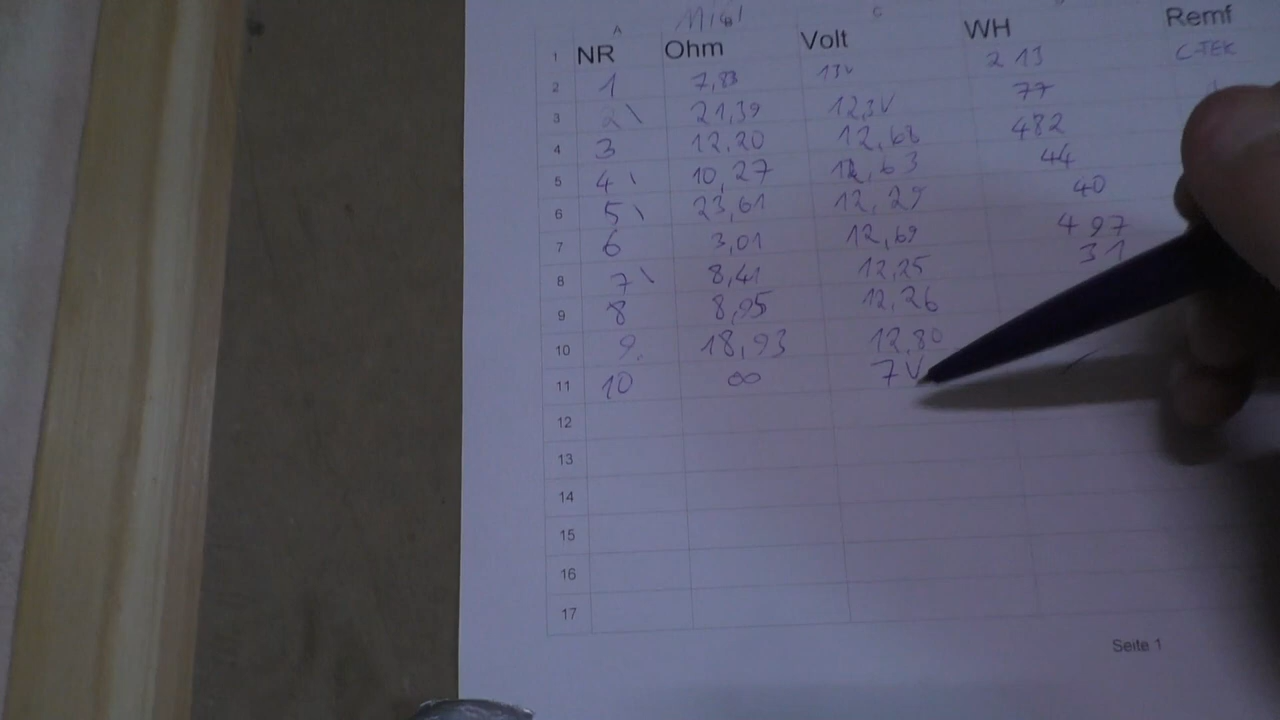 A C
1 NR Ohm Volt WH Remf
2 1 7,83 13V 213 C-TEK
3 2 21,39 12,3V 77
4 3 12,20 12,68 482
5 4 10,27 12,63 44
6 5 23,61 12,29 40
7 6 3,01 12,69 497
8 7 8,41 12,25 31
9 8 8,95 12,26
10 9 18,93 12,80
11 10 ∞ 7V
12
13
14
15
16
17
Seite 1